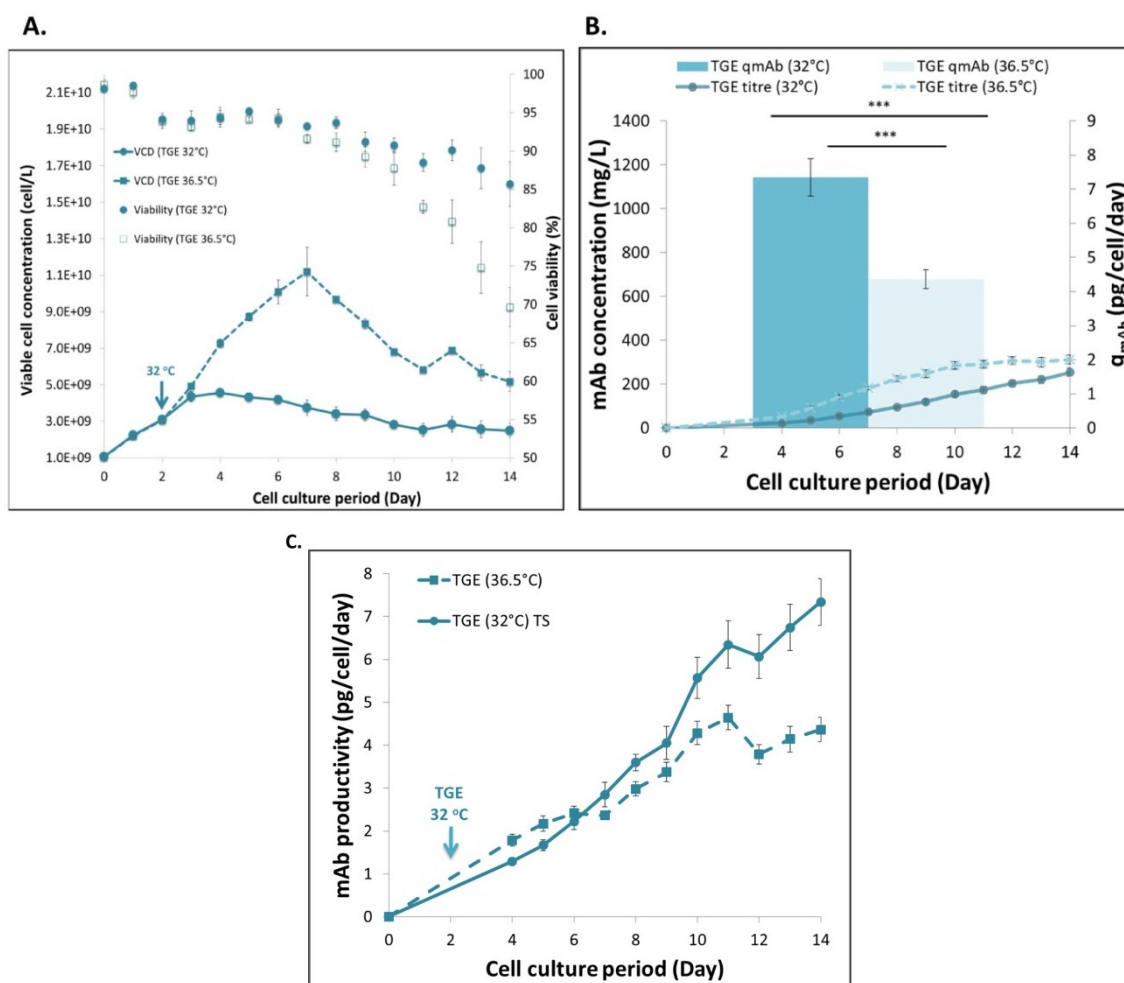 A.
Viable cell concentration (cell/L)
2.1E+10
1.9E+10
1.7E+10
1.5E+10
1.3E+10
1.1E+10
9.0E+09
7.0E+09
5.0E+09
3.0E+09
1.0E+09
VCD (TGE 32°C)
VCD (TGE 36.5°C)
Viability (TGE 32°C)
Viability (TGE 36.5°C)
32 °C
100
95
90
85
80
75
70
65
60
55
50
Cell viability (%)
0 2 4 6 8 10 12 14
Cell culture period (Day)
B.
TGE qmAb (32°C) TGE qmAb (36.5°C)
TGE titre (32°C) TGE titre (36.5°C)
***
***
mAb concentration (mg/L)
1400
1200
1000
800
600
400
200
0
9
8
7
6
5
4
3
2
1
0
qmAb (pg/cell/day)
0 2 4 6 8 10 12 14
Cell culture period (Day)
C.
mAb productivity (pg/cell/day)
8
7
6
5
4
3
2
1
0
TGE (36.5°C)
TGE (32°C) TS
TGE
32 °C
0 2 4 6 8 10 12 14
Cell culture period (Day)